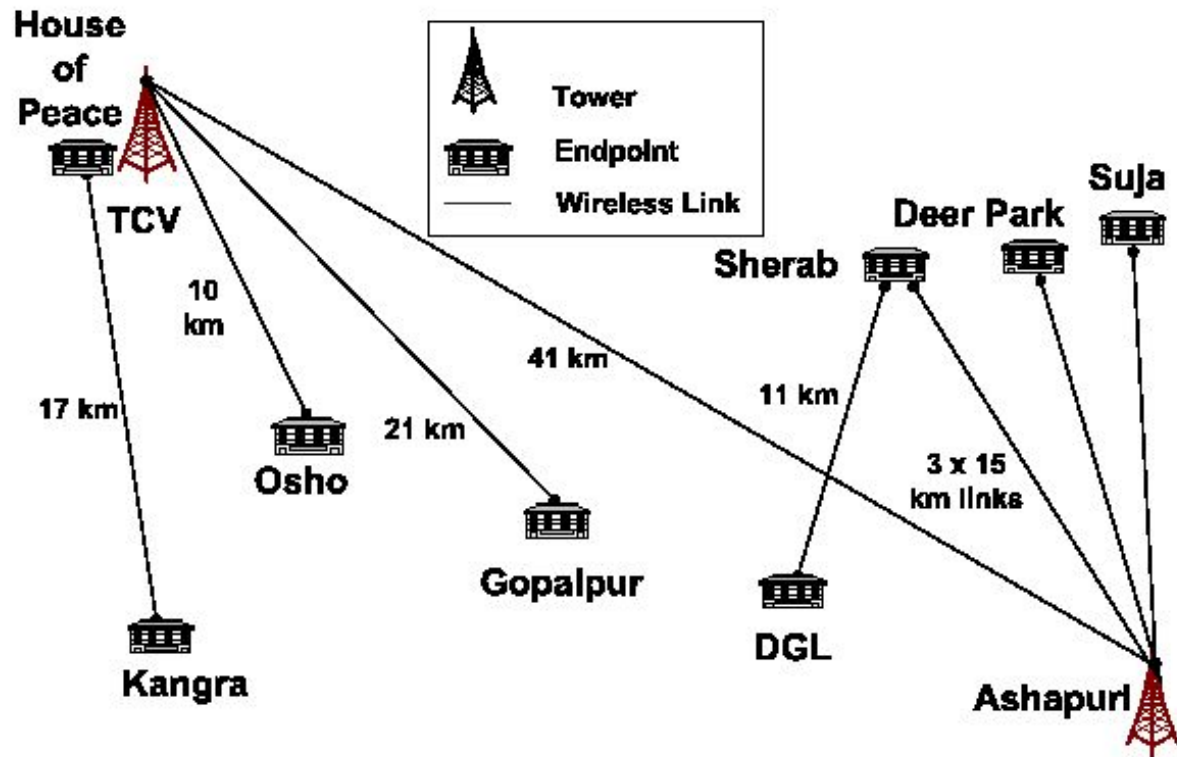 House
of
Peace
TCV
Tower
Endpoint
Wireless Link
Suja
Deer Park
Sherab
10
km
41 km
11 km
17 km
21 km
3 x 15
km links
Osho
Gopalpur
DGL
Kangra
Ashapuri